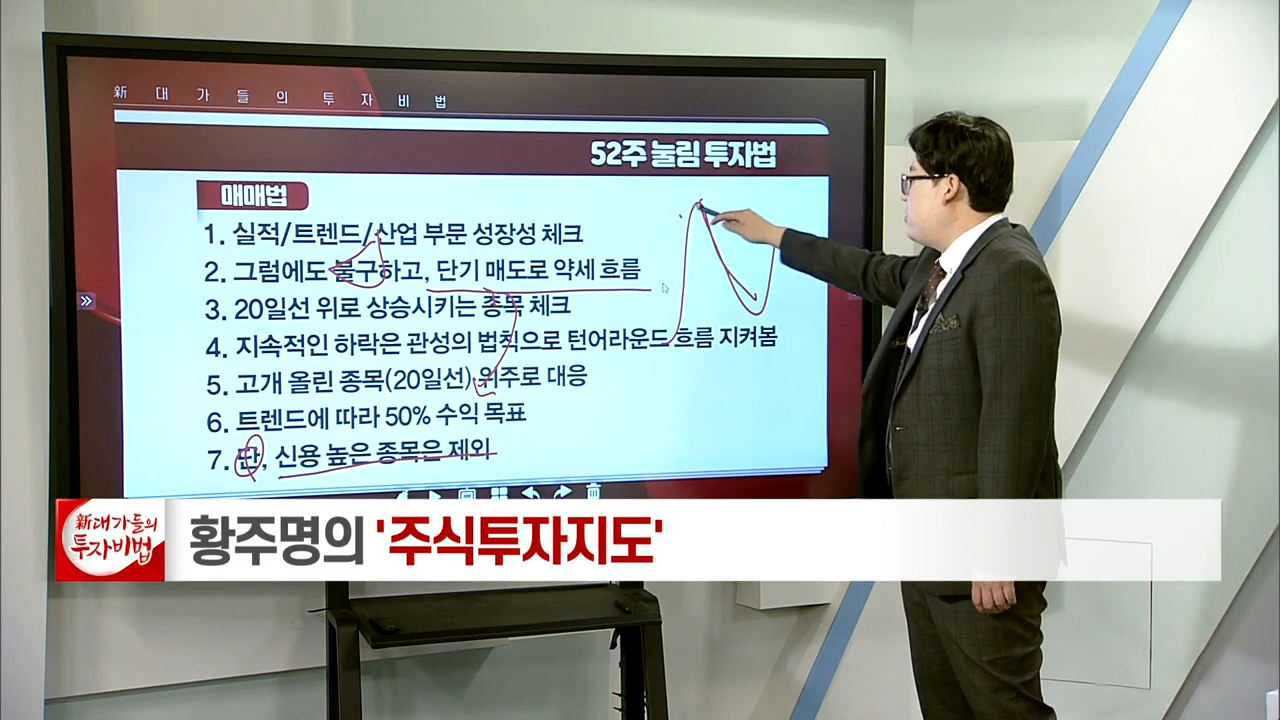 新 대 가 들 의 투 자 비 법
52주 눌림 투자법
매매법
1. 실적/트렌드/산업 부문 성장성 체크
2. 그럼에도 불구하고, 단기 매도로 약세 흐름
3. 20일선 위로 상승시키는 종목 체크
4. 지속적인 하락은 관성의 법칙으로 턴어라운드 흐름 지켜봄
5. 고개 올린 종목(20일선) 위주로 대응
6. 트렌드에 따라 50% 수익 목표
7. 단, 신용 높은 종목은 제외
新대가들의
투자비법
황주명의 '주식투자지도'